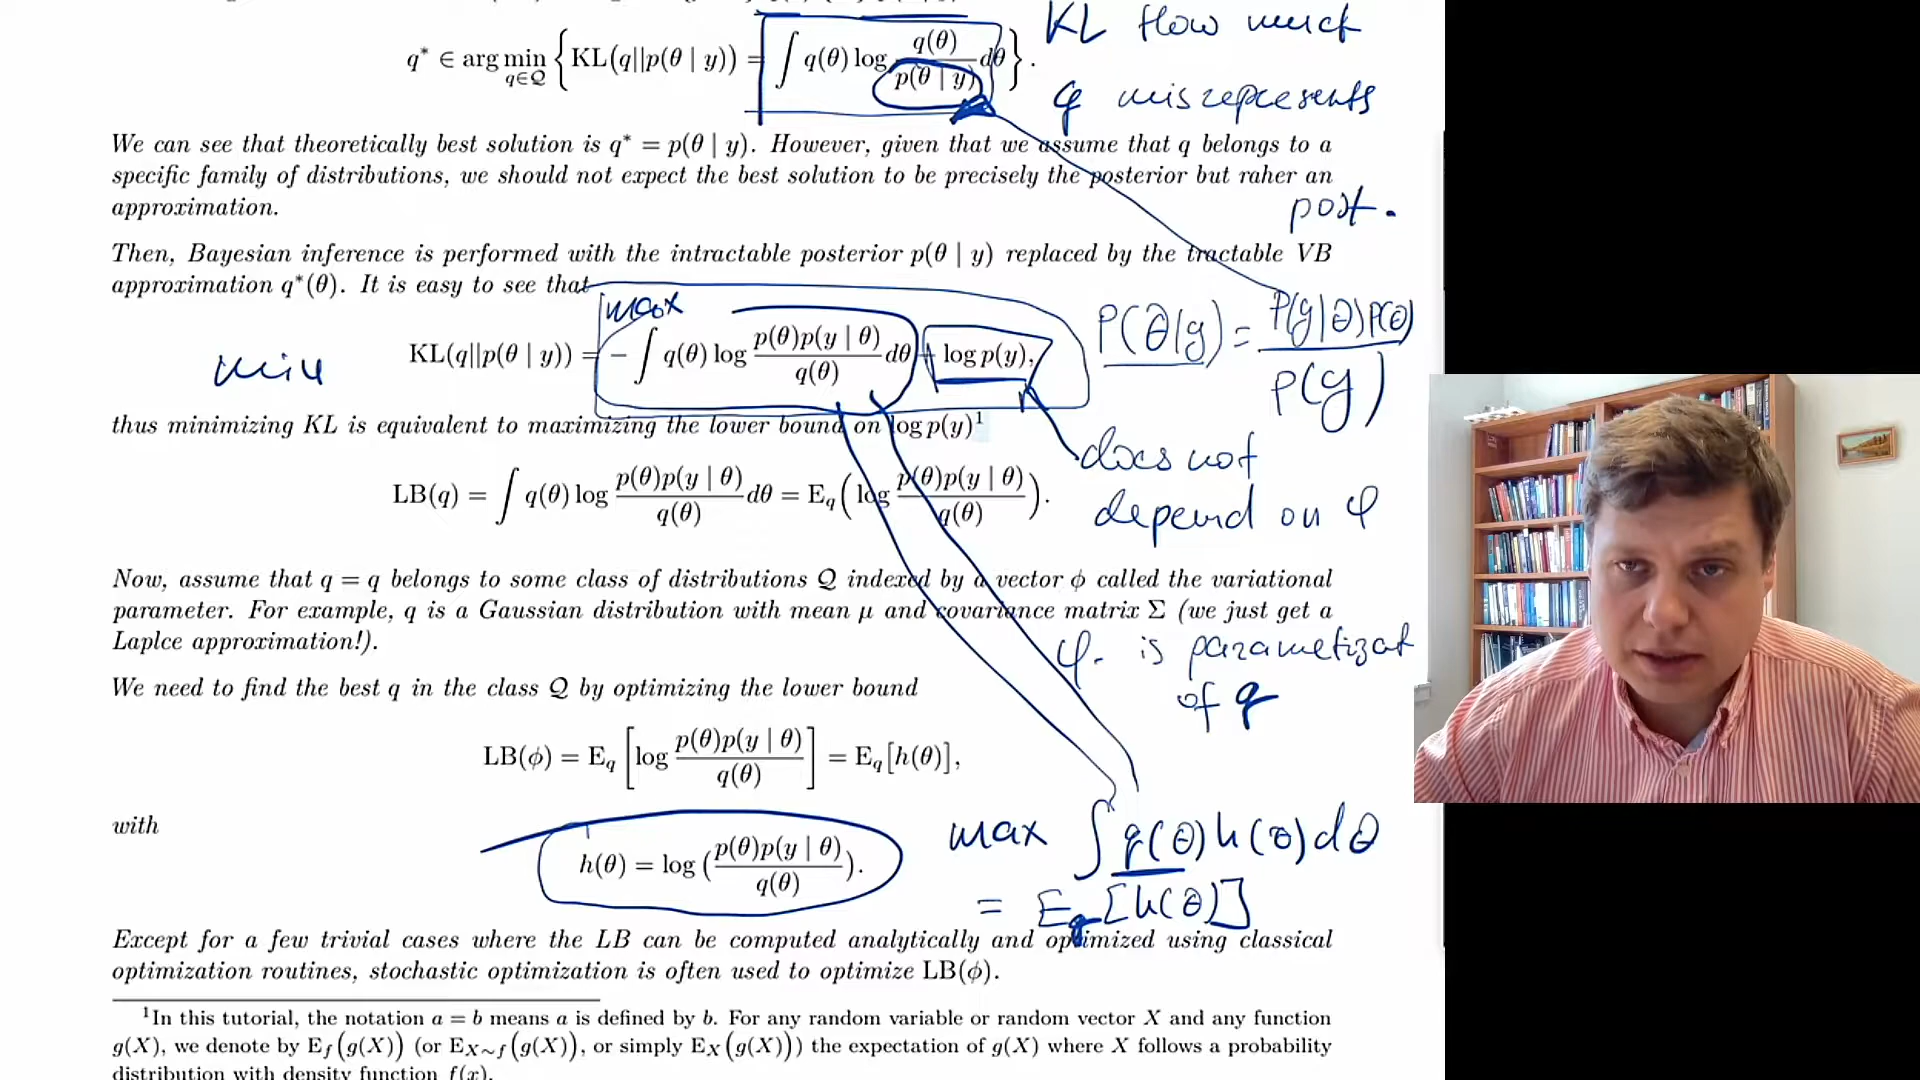 KL flow much
q* ∈ arg min q∈Q {KL(q||p(θ | y)) = ∫ q(θ) log q(θ)/p(θ | y) dθ}.
q misrepresents
We can see that theoretically best solution is q* = p(θ | y). However, given that we assume that q belongs to a
specific family of distributions, we should not expect the best solution to be precisely the posterior but raher an
approximation.
post.
Then, Bayesian inference is performed with the intractable posterior p(θ | y) replaced by the tractable VB
approximation q*(θ). It is easy to see that
max
min
KL(q||p(θ | y)) = − ∫ q(θ) log p(θ)p(y | θ)/q(θ) dθ + log p(y),
P(θ|y) = P(y|θ)P(θ)/P(y)
thus minimizing KL is equivalent to maximizing the lower bound on log p(y)¹
does not
depend on φ
LB(q) = ∫ q(θ) log p(θ)p(y | θ)/q(θ) dθ = E_q(log p(θ)p(y | θ)/q(θ)).
Now, assume that q = q belongs to some class of distributions Q indexed by a vector ϕ called the variational
parameter. For example, q is a Gaussian distribution with mean μ and covariance matrix Σ (we just get a
Laplce approximation!).
φ - is parametizat
of q
We need to find the best q in the class Q by optimizing the lower bound
LB(ϕ) = E_q[log p(θ)p(y | θ)/q(θ)] = E_q[h(θ)],
with
h(θ) = log (p(θ)p(y | θ)/q(θ)).
max ∫ q(θ)h(θ)dθ
= E_q[h(θ)]
Except for a few trivial cases where the LB can be computed analytically and optimized using classical
optimization routines, stochastic optimization is often used to optimize LB(ϕ).
¹In this tutorial, the notation a = b means a is defined by b. For any random variable or random vector X and any function
g(X), we denote by E_f(g(X)) (or E_X∼f(g(X)), or simply E_X(g(X))) the expectation of g(X) where X follows a probability
distribution with density function f(x).